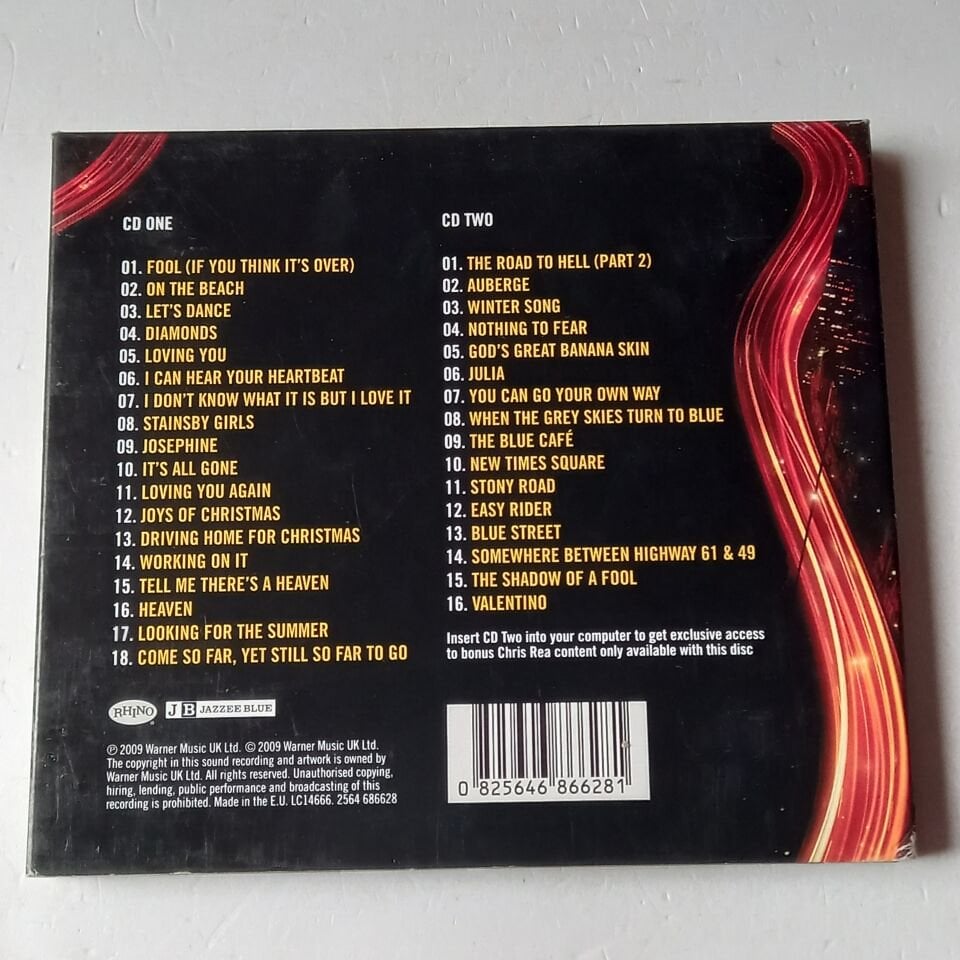 CD ONE
01. FOOL (IF YOU THINK IT'S OVER)
02. ON THE BEACH
03. LET'S DANCE
04. DIAMONDS
05. LOVING YOU
06. I CAN HEAR YOUR HEARTBEAT
07. I DON'T KNOW WHAT IT IS BUT I LOVE IT
08. STAINSBY GIRLS
09. JOSEPHINE
10. IT'S ALL GONE
11. LOVING YOU AGAIN
12. JOYS OF CHRISTMAS
13. DRIVING HOME FOR CHRISTMAS
14. WORKING ON IT
15. TELL ME THERE'S A HEAVEN
16. HEAVEN
17. LOOKING FOR THE SUMMER
18. COME SO FAR, YET STILL SO FAR TO GO
CD TWO
01. THE ROAD TO HELL (PART 2)
02. AUBERGE
03. WINTER SONG
04. NOTHING TO FEAR
05. GOD'S GREAT BANANA SKIN
06. JULIA
07. YOU CAN GO YOUR OWN WAY
08. WHEN THE GREY SKIES TURN TO BLUE
09. THE BLUE CAFÉ
10. NEW TIMES SQUARE
11. STONY ROAD
12. EASY RIDER
13. BLUE STREET
14. SOMEWHERE BETWEEN HIGHWAY 61 & 49
15. THE SHADOW OF A FOOL
16. VALENTINO
Insert CD Two into your computer to get exclusive access
to bonus Chris Rea content only available with this disc
RHINO
J B JAZZEE BLUE
℗ 2009 Warner Music UK Ltd. © 2009 Warner Music UK Ltd.
The copyright in this sound recording and artwork is owned by
Warner Music UK Ltd. All rights reserved. Unauthorised copying,
hiring, lending, public performance and broadcasting of this
recording is prohibited. Made in the E.U. LC14666. 2564 686628
0 825646 866281